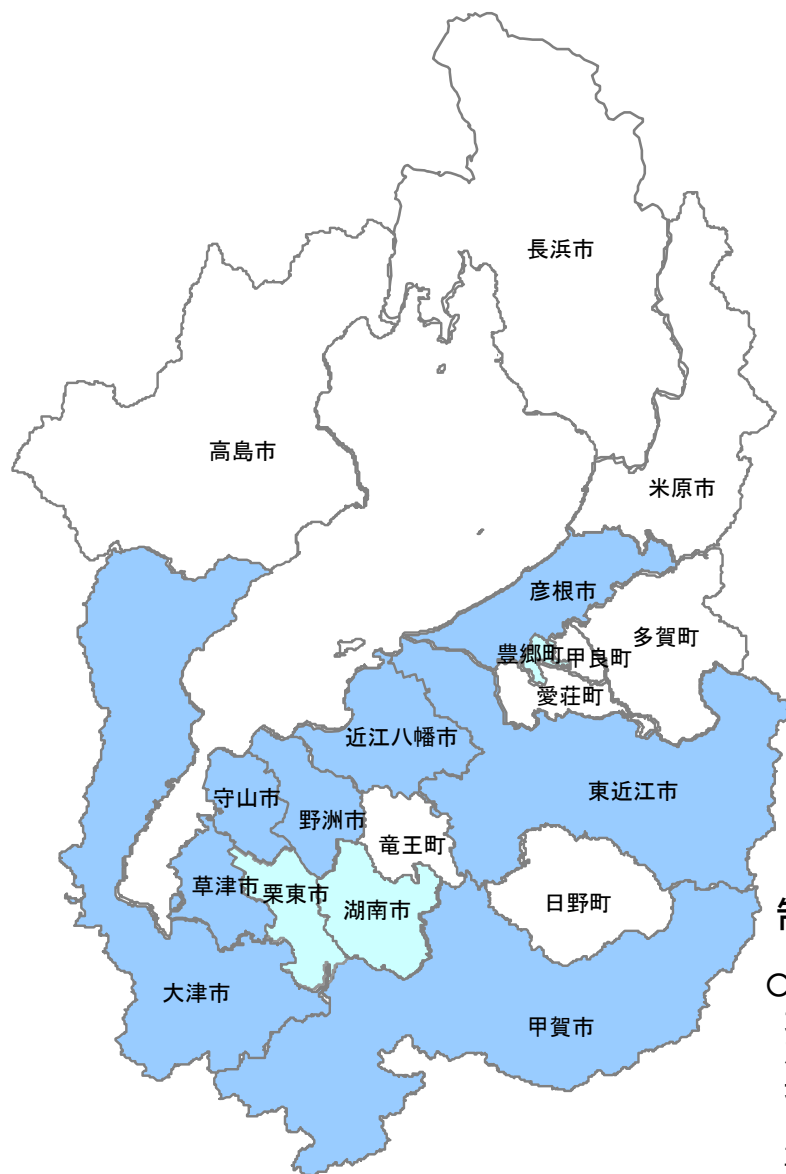 長浜市
高島市
米原市
彦根市
多賀町
豊郷町
甲良町
愛荘町
近江八幡市
東近江市
守山市
野洲市
竜王町
草津市
栗東市
湖南市
日野町
大津市
甲賀市
○